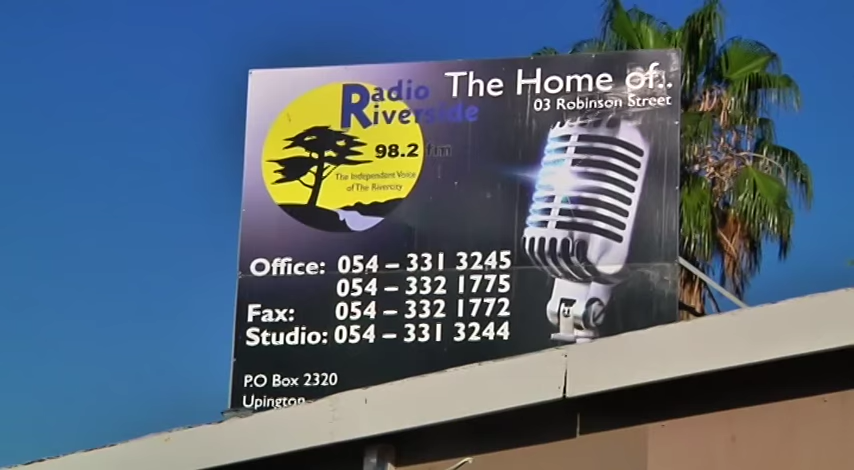 The Home of..
03 Robinson Street
Radio
Riverside
98.2 fm
The Independent Voice
of The Rivercity
Office: 054 – 331 3245
054 – 332 1775
Fax: 054 – 332 1772
Studio: 054 – 331 3244
P.O Box 2320
Upington